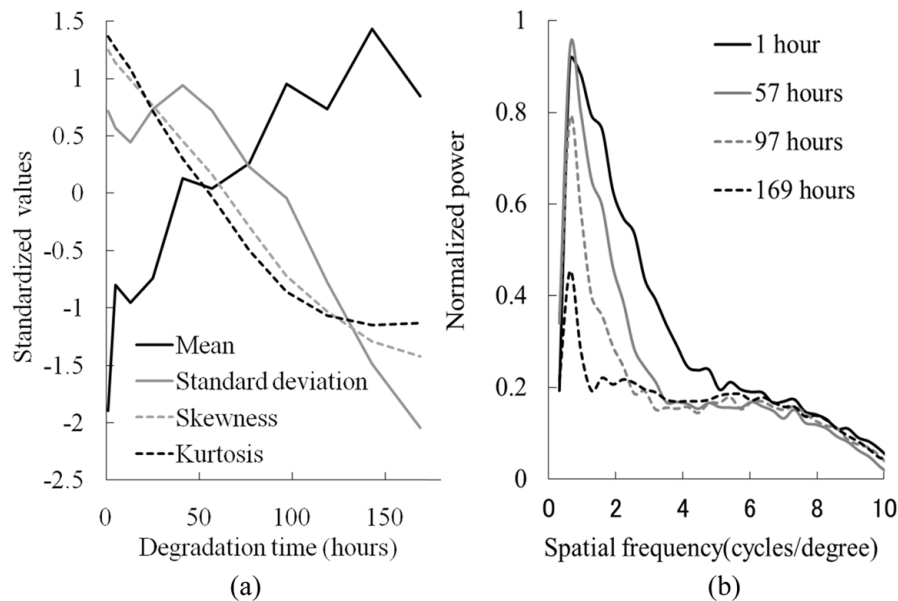 1.5
1
0.5
0
-0.5
-1
-1.5
-2
-2.5
Standardized values
Mean
Standard deviation
Skewness
Kurtosis
0 50 100 150
Degradation time (hours)
(a)
1
0.8
0.6
0.4
0.2
0
Normalized power
1 hour
57 hours
97 hours
169 hours
0 2 4 6 8 10
Spatial frequency(cycles/degree)
(b)